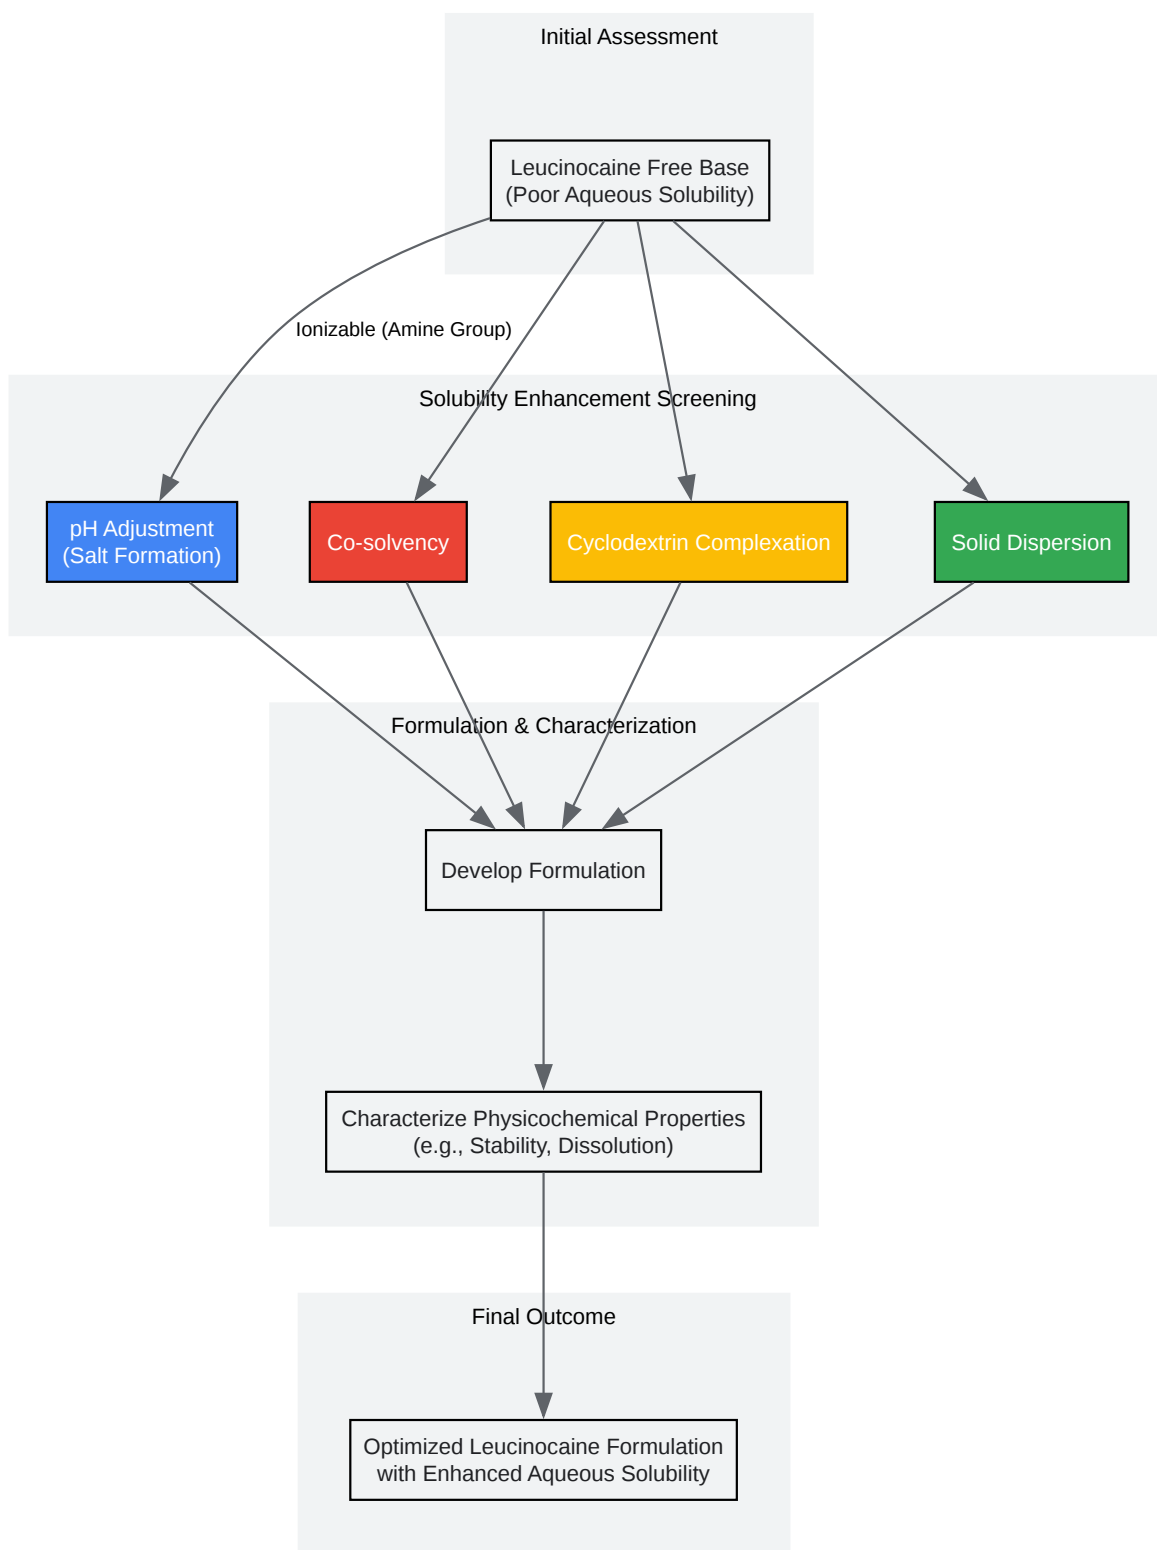 Initial Assessment
Leucinocaine Free Base
(Poor Aqueous Solubility)
Ionizable (Amine Group)
Solubility Enhancement Screening
pH Adjustment
(Salt Formation)
Co-solvency
Cyclodextrin Complexation
Solid Dispersion
Formulation & Characterization
Develop Formulation
Characterize Physicochemical Properties
(e.g., Stability, Dissolution)
Final Outcome
Optimized Leucinocaine Formulation
with Enhanced Aqueous Solubility